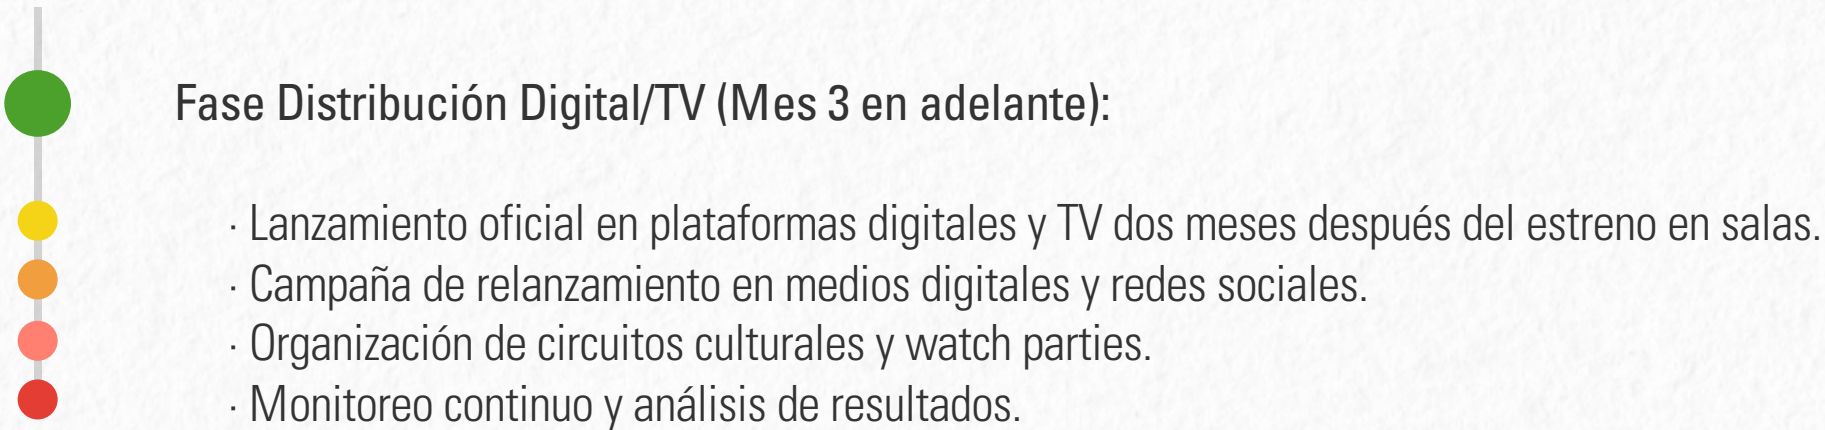 Fase Distribución Digital/TV (Mes 3 en adelante):
· Lanzamiento oficial en plataformas digitales y TV dos meses después del estreno en salas.
· Campaña de relanzamiento en medios digitales y redes sociales.
· Organización de circuitos culturales y watch parties.
· Monitoreo continuo y análisis de resultados.